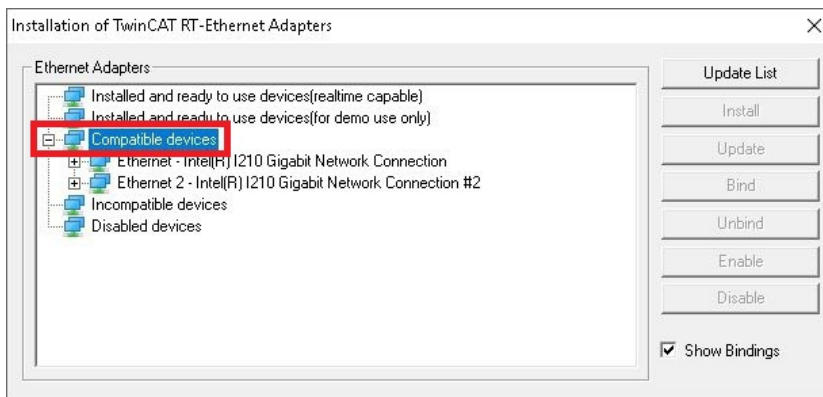 Installation of TwinCAT RT-Ethernet Adapters
Ethernet Adapters
Installed and ready to use devices(realtime capable)
Installed and ready to use devices(for demo use only)
Compatible devices
Ethernet - Intel(R) I210 Gigabit Network Connection
Ethernet 2 - Intel(R) I210 Gigabit Network Connection #2
Incompatible devices
Disabled devices
Update List
Install
Update
Bind
Unbind
Enable
Disable
Show Bindings